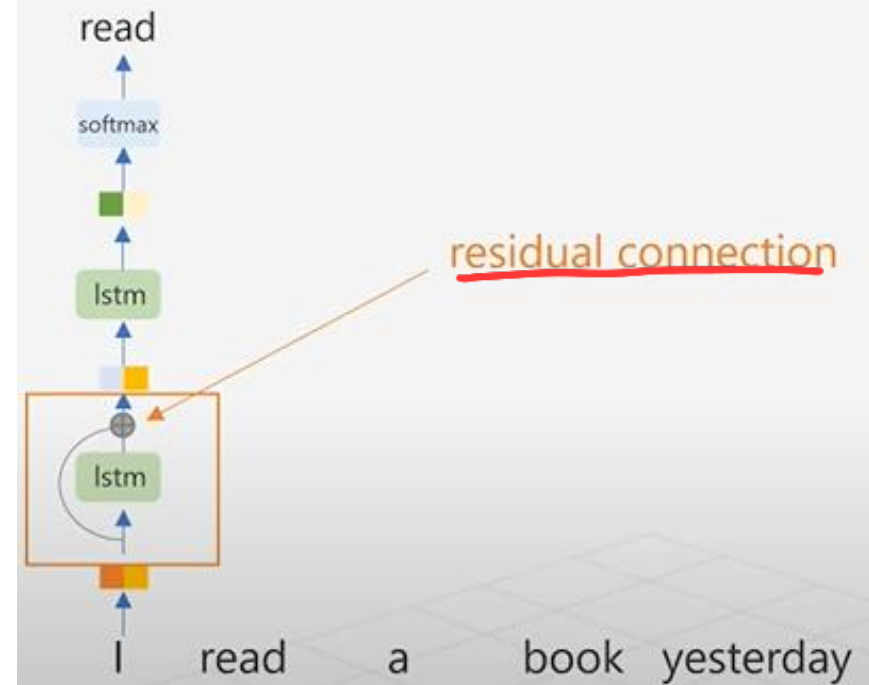 read
softmax
residual connection
lstm
lstm
I read a book yesterday